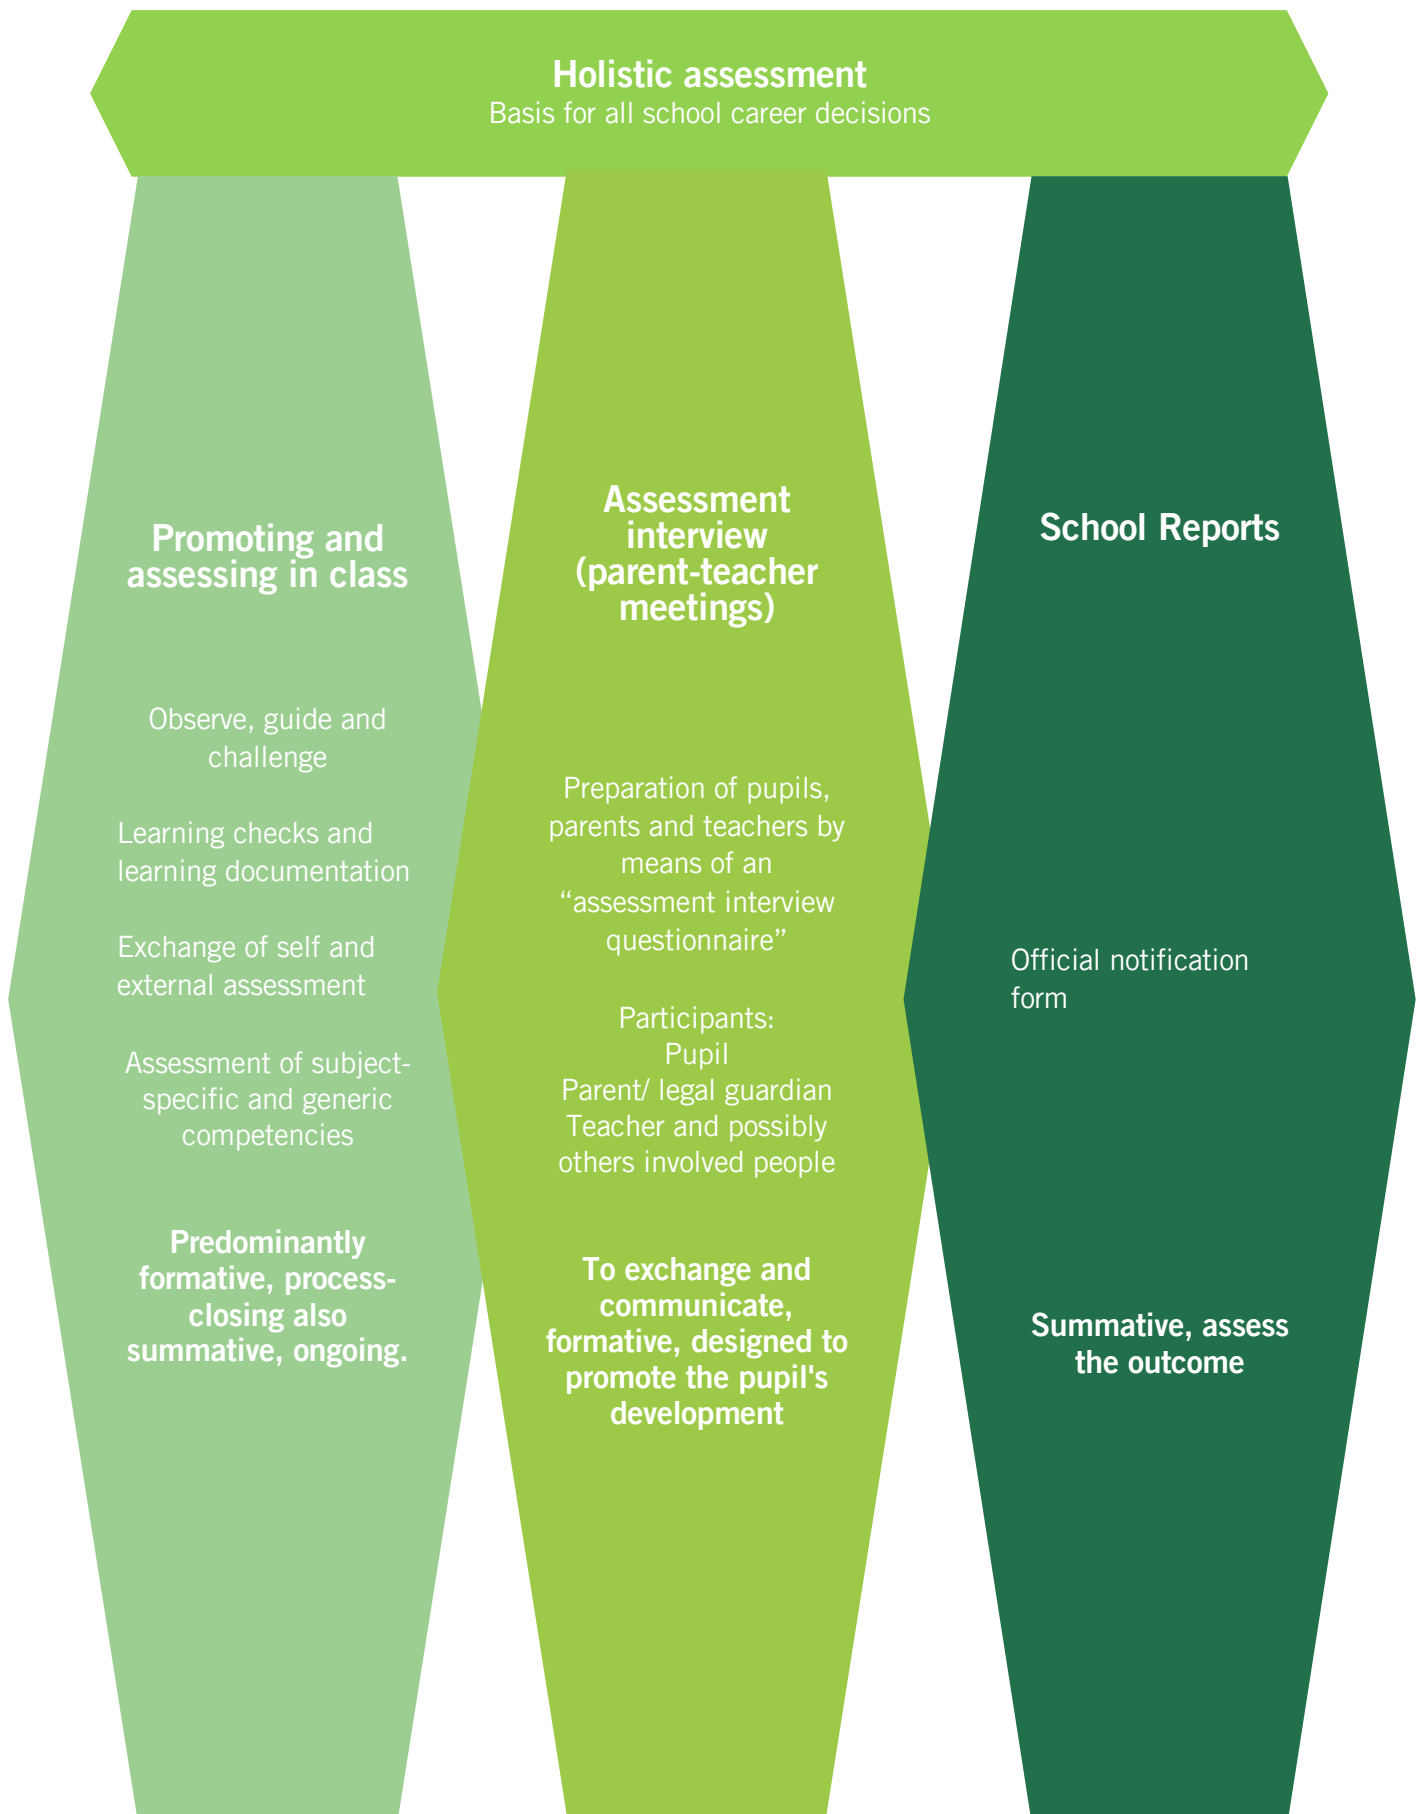 Holistic assessment
Basis for all school career decisions
Promoting and
assessing in class
Observe, guide and
challenge
Learning checks and
learning documentation
Exchange of self and
external assessment
Assessment of subject-
specific and generic
competencies
Predominantly
formative, process-
closing also
summative, ongoing.
Assessment
interview
(parent-teacher
meetings)
Preparation of pupils,
parents and teachers by
means of an
“assessment interview
questionnaire”
Participants:
Pupil
Parent/ legal guardian
Teacher and possibly
others involved people
To exchange and
communicate,
formative, designed to
promote the pupil's
development
School Reports
Official notification
form
Summative, assess
the outcome